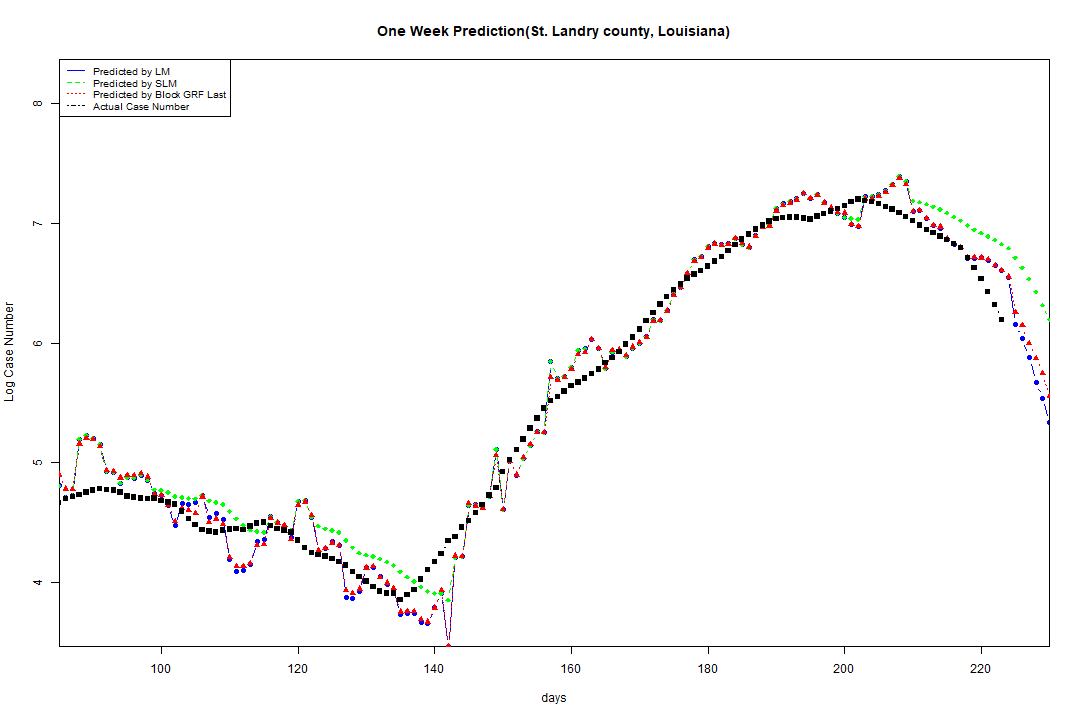 One Week Prediction(St. Landry county, Louisiana)
Predicted by LM
Predicted by SLM
Predicted by Block GRF Last
Actual Case Number
8
7
6
5
4
Log Case Number
100 120 140 160 180 200 220
days